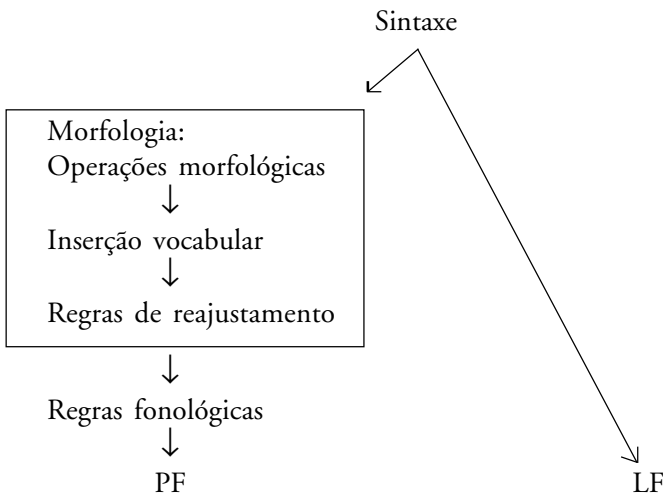 Sintaxe
Morfologia:
Operações morfológicas
Inserção vocabular
Regras de reajustamento
Regras fonológicas
PF
LF